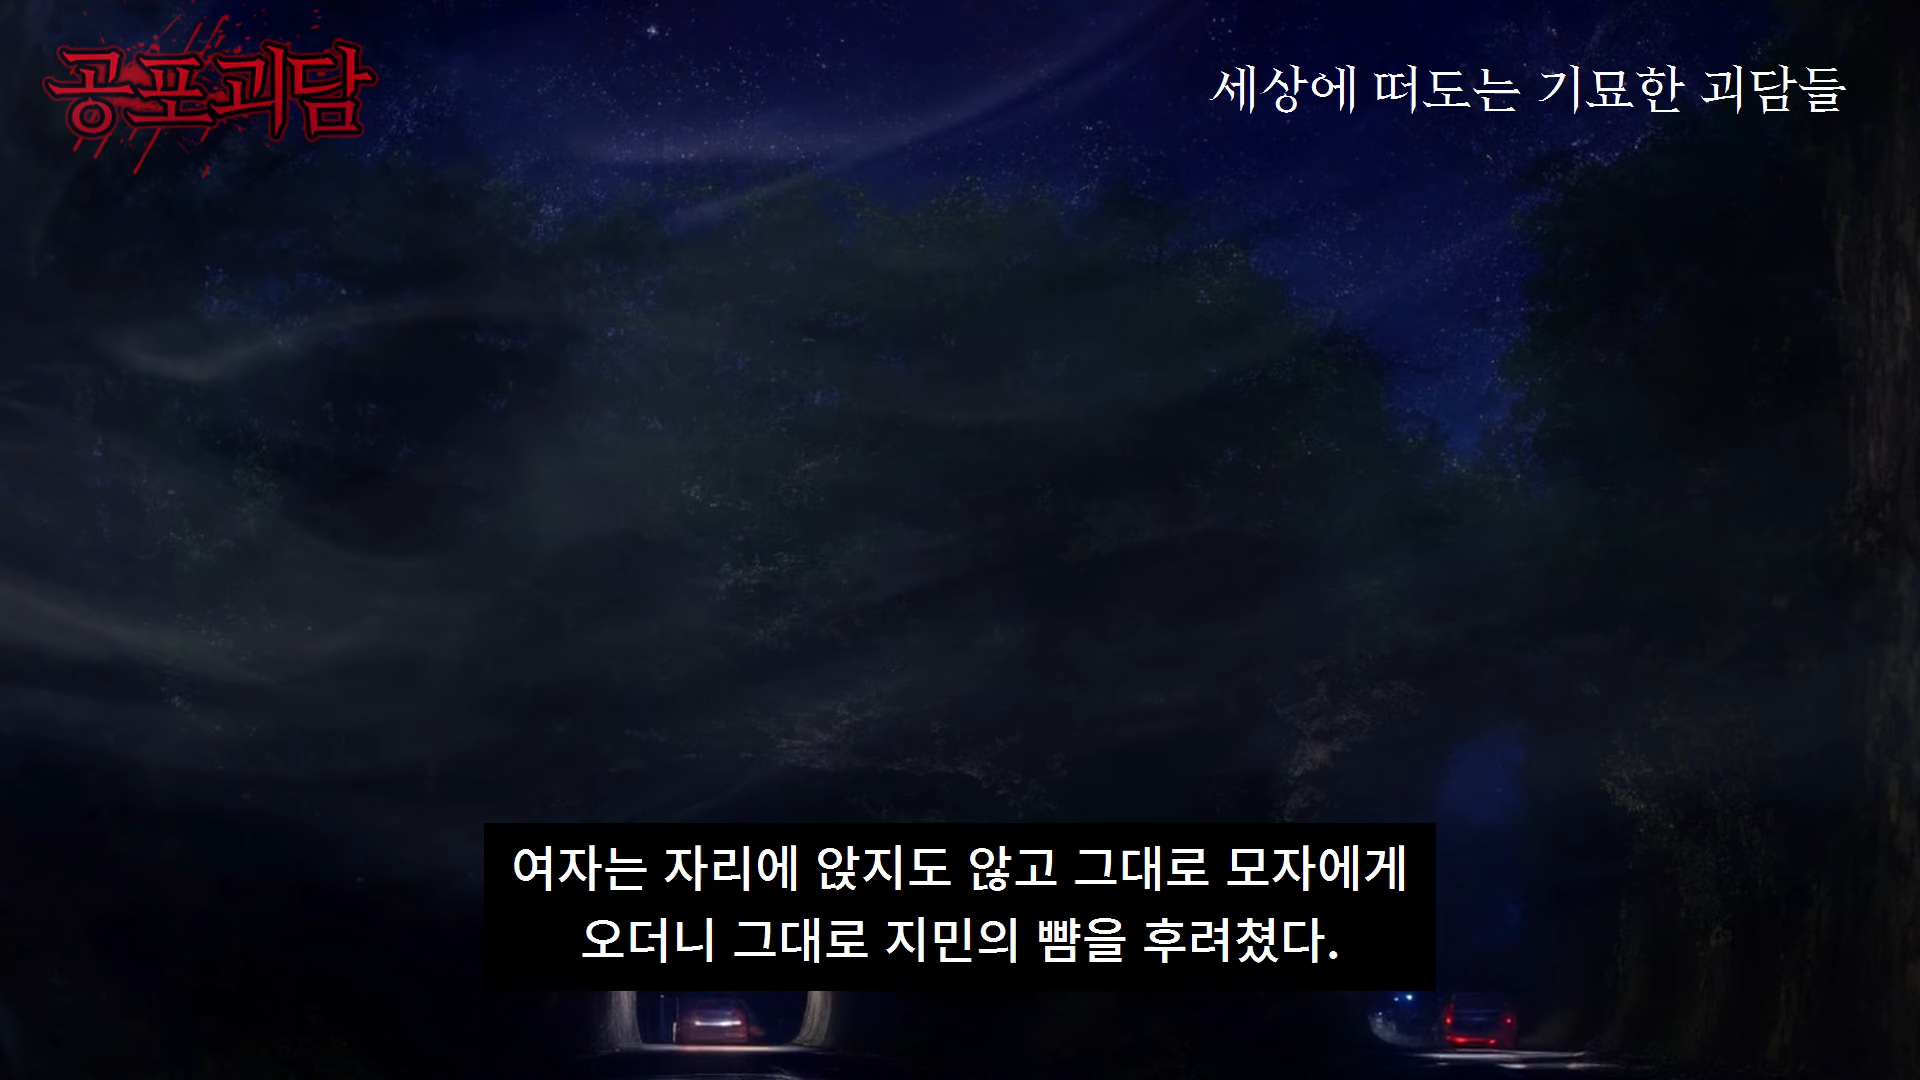 공포괴담
세상에 떠도는 기묘한 괴담들
여자는 자리에 앉지도 않고 그대로 모자에게
오더니 그대로 지민의 뺨을 후려쳤다.